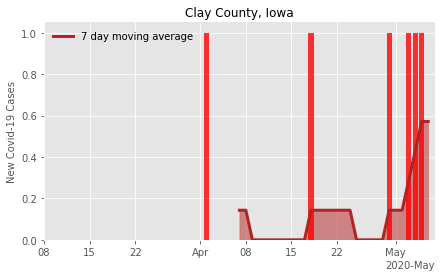 Clay County, Iowa
7 day moving average
New Covid-19 Cases
1.0
0.8
0.6
0.4
0.2
0.0
08 15 22 Apr 08 15 22 May
2020-May